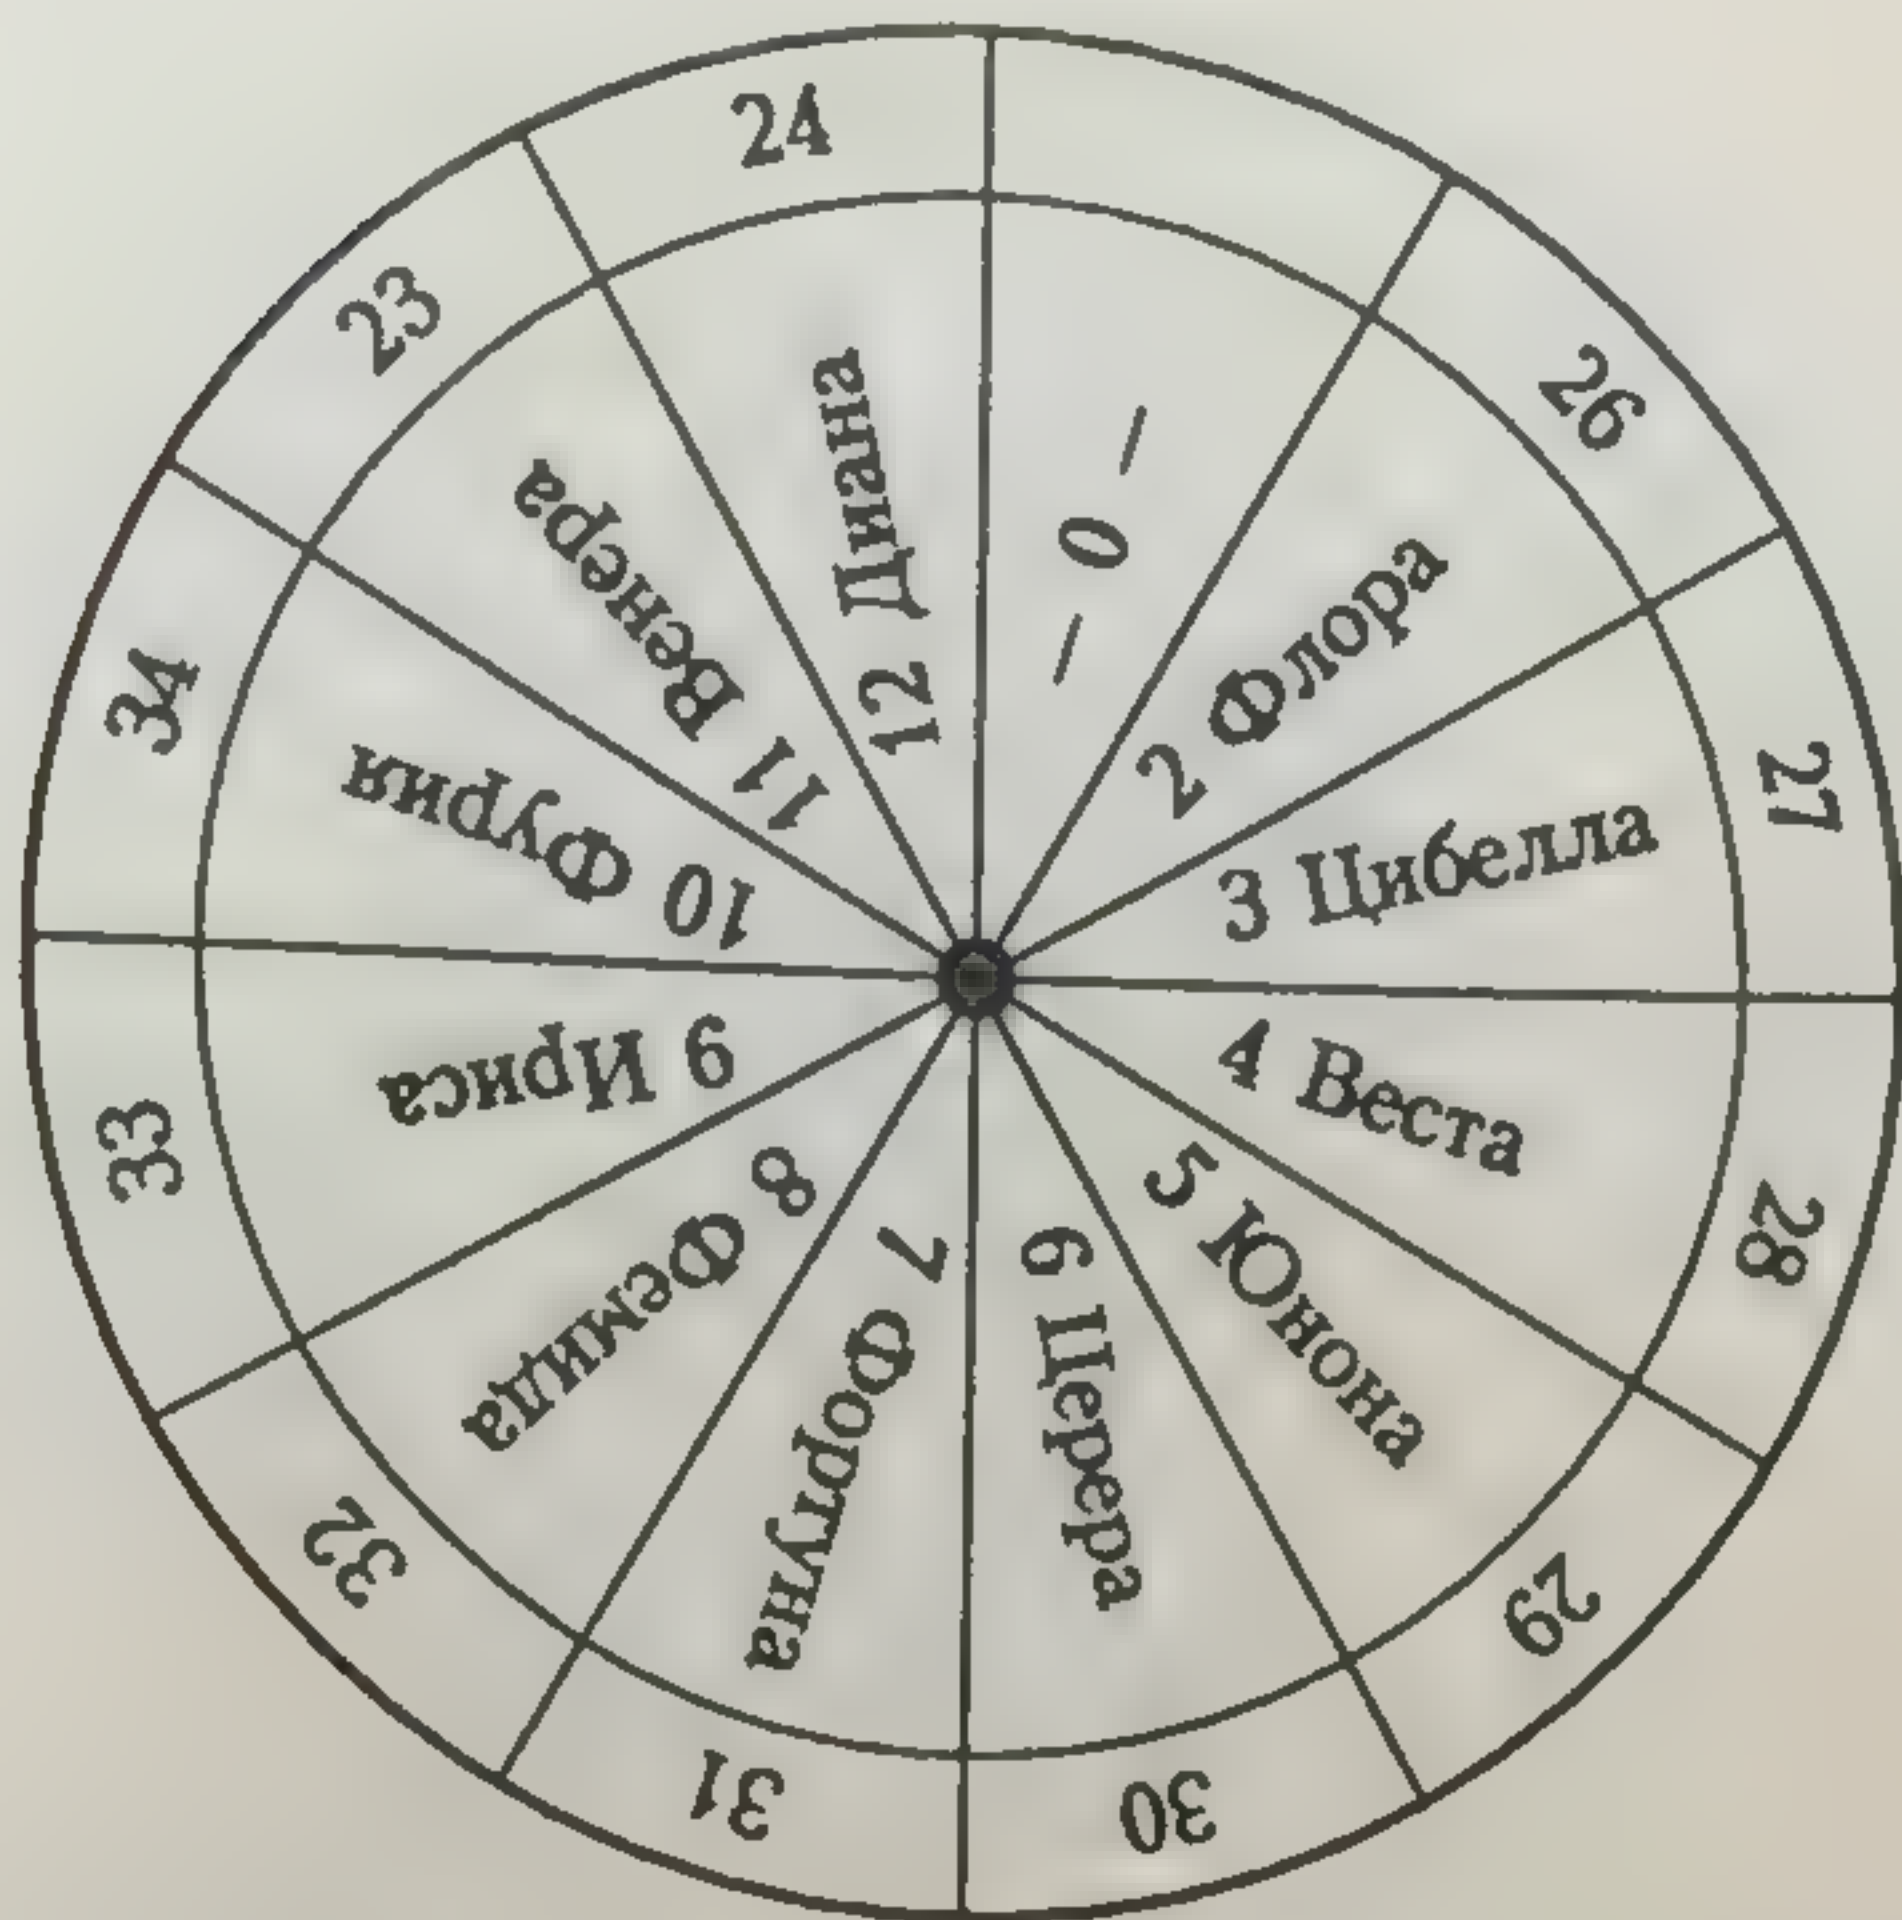 24
– 0 –
26
2 Флора
27
3 Цибелла
28
4 Веста
29
5 Юнона
30
6 Церера
31
7 Фортуна
32
8 Фемида
33
9 Ириса
34
10 Фурия
23
11 Венера
12 Диана